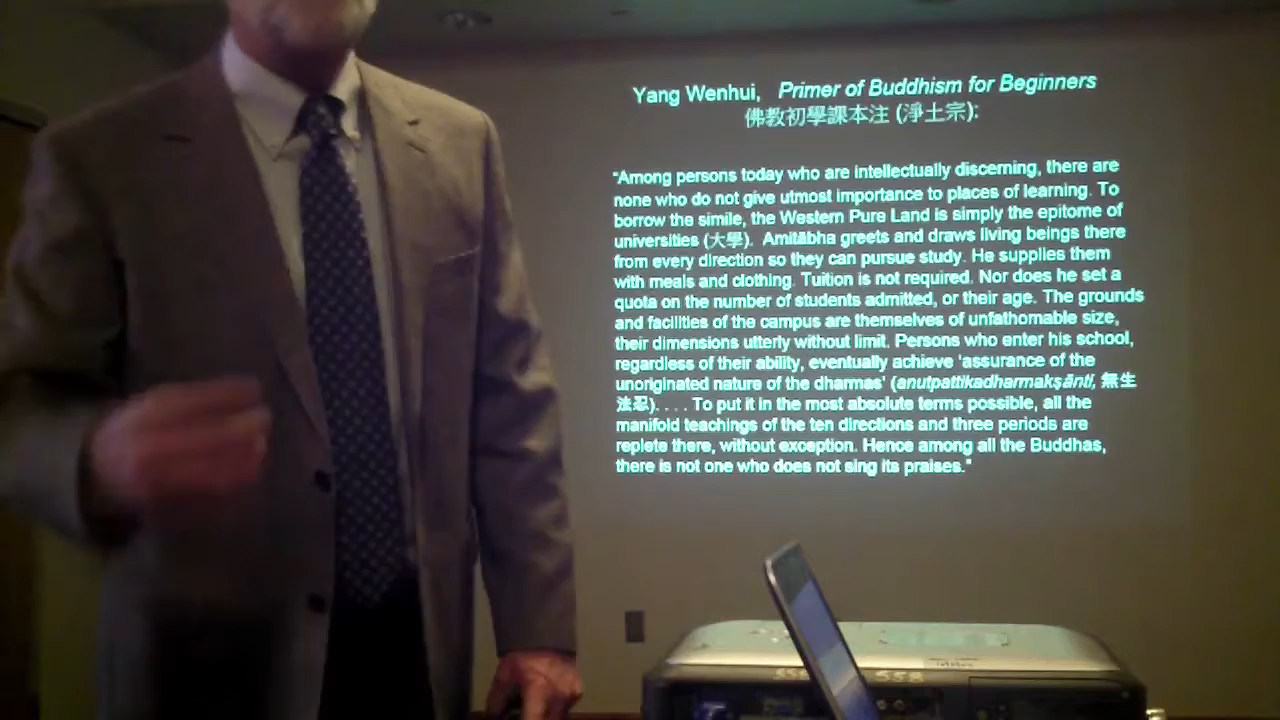 Yang Wenhui, Primer of Buddhism for Beginners
佛教初學課本注 (淨土宗):
"Among persons today who are intellectually discerning, there are
none who do not give utmost importance to places of learning. To
borrow the simile, the Western Pure Land is simply the epitome of
universities (大學). Amitābha greets and draws living beings there
from every direction so they can pursue study. He supplies them
with meals and clothing. Tuition is not required. Nor does he set a
quota on the number of students admitted, or their age. The grounds
and facilities of the campus are themselves of unfathomable size,
their dimensions utterly without limit. Persons who enter his school,
regardless of their ability, eventually achieve 'assurance of the
unoriginated nature of the dharmas' (anutpattikadharmakṣānti, 無生
法忍). . . . To put it in the most absolute terms possible, all the
manifold teachings of the ten directions and three periods are
replete there, without exception. Hence among all the Buddhas,
there is not one who does not sing its praises."
SSB SSB